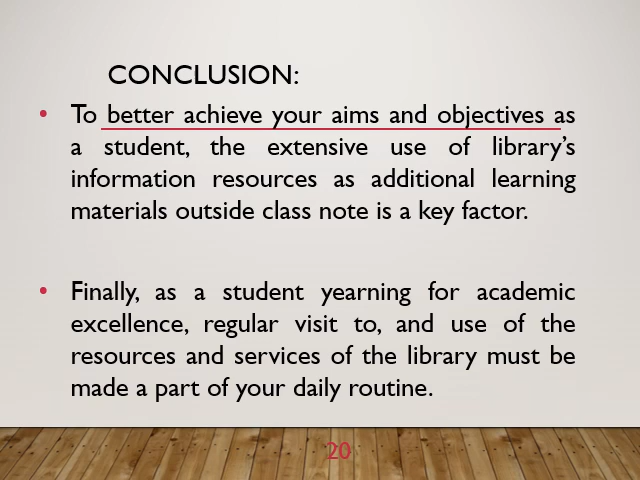 CONCLUSION:
• To better achieve your aims and objectives as
a student, the extensive use of library's
information resources as additional learning
materials outside class note is a key factor.
• Finally, as a student yearning for academic
excellence, regular visit to, and use of the
resources and services of the library must be
made a part of your daily routine.
20